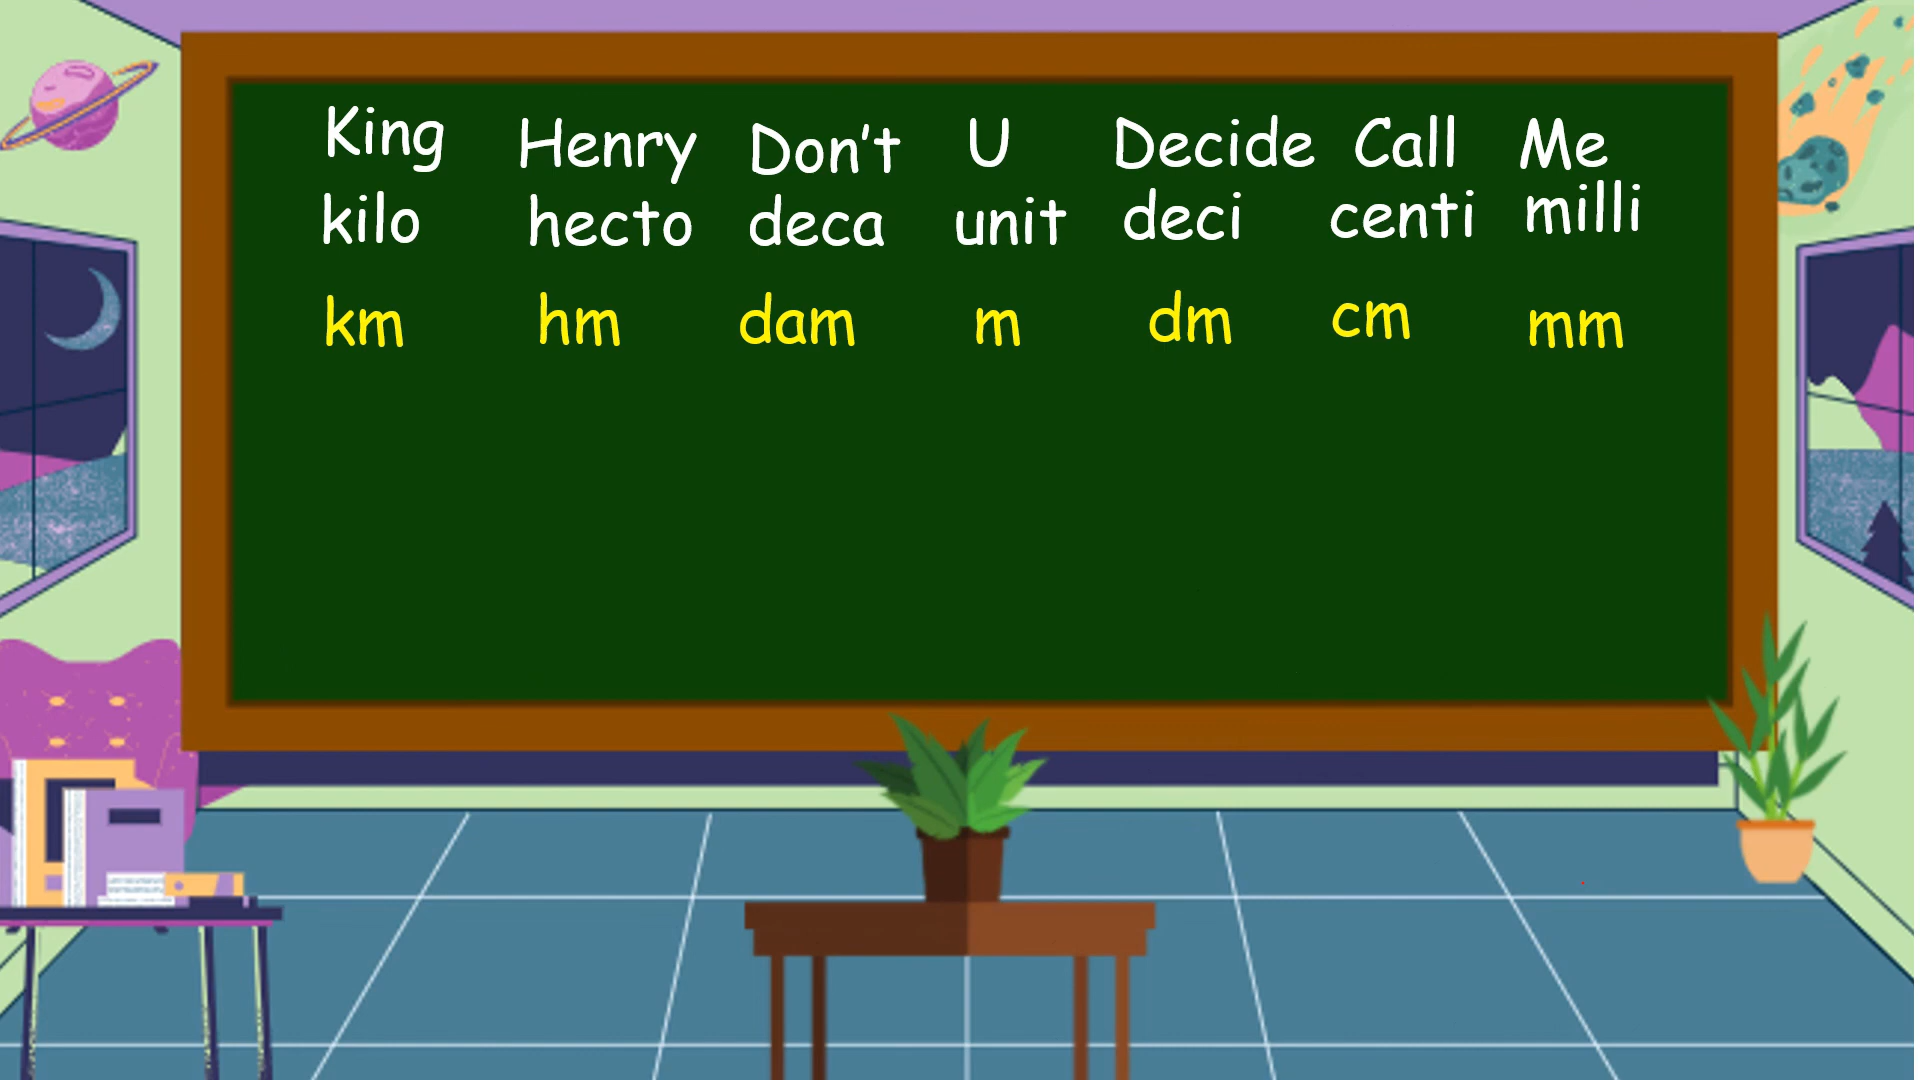 King Henry Don't U Decide Call Me
kilo hecto deca unit deci centi milli
km hm dam m dm cm mm